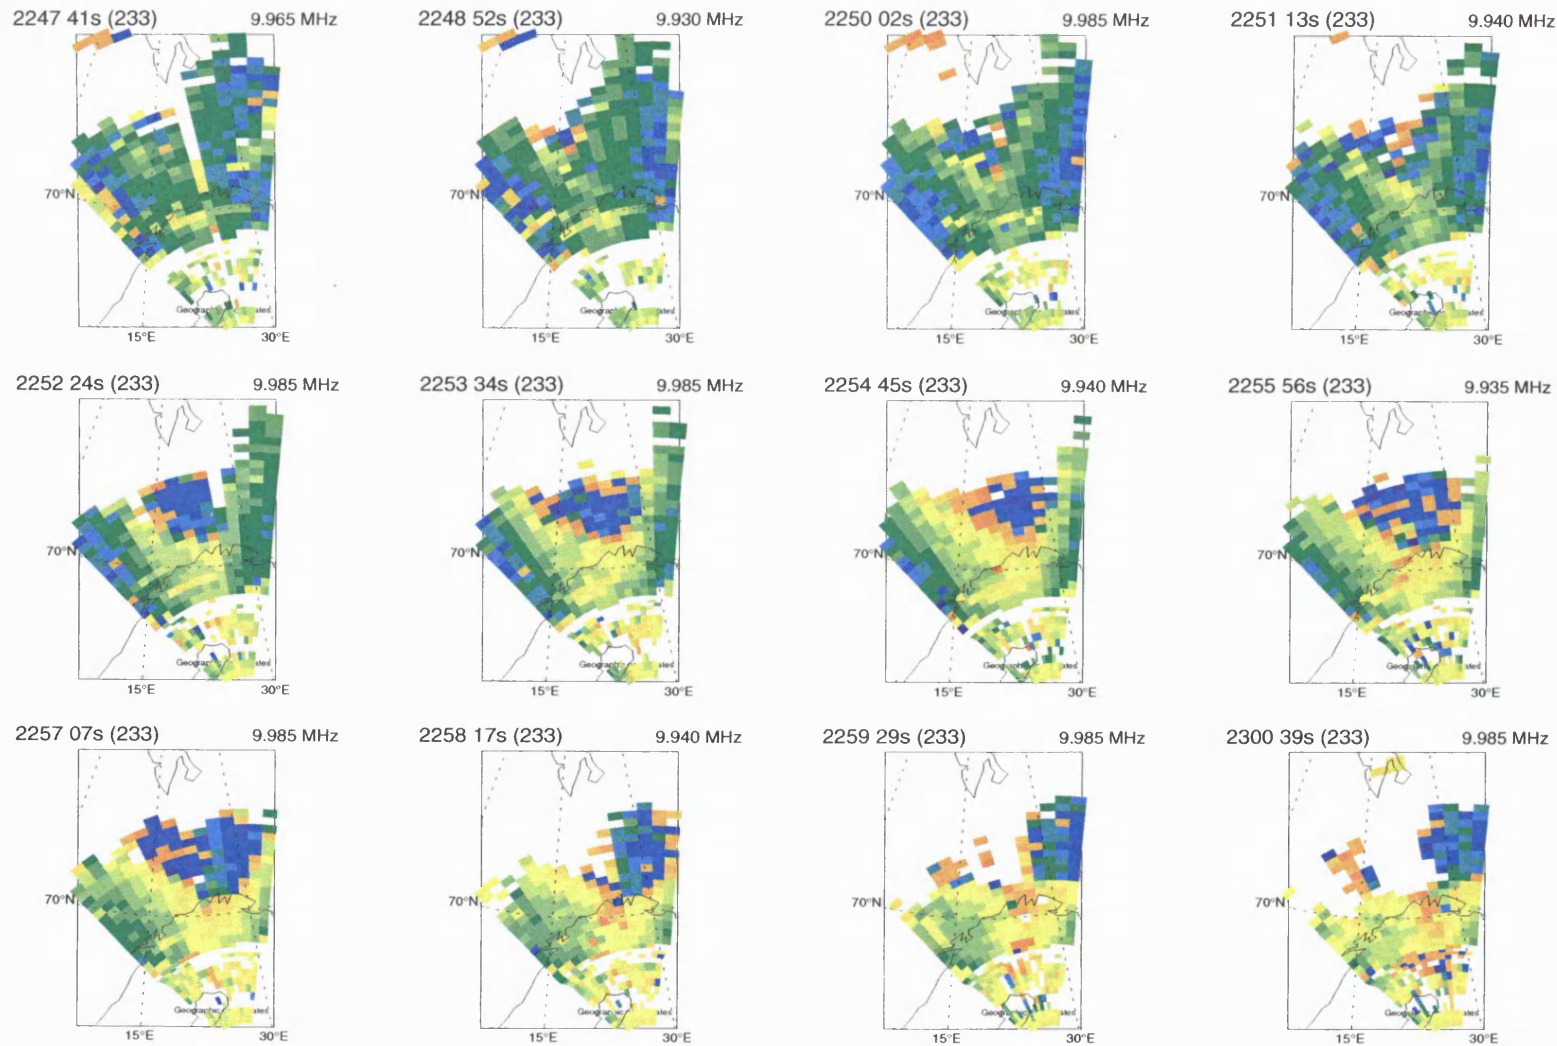 2247 41s (233) 9.965 MHz
2248 52s (233) 9.930 MHz
2250 02s (233) 9.985 MHz
2251 13s (233) 9.940 MHz
70°N
70°N
70°N
70°N
15°E 30°E
15°E 30°E
15°E 30°E
15°E 30°E
2252 24s (233) 9.985 MHz
2253 34s (233) 9.985 MHz
2254 45s (233) 9.940 MHz
2255 56s (233) 9.935 MHz
70°N
70°N
70°N
70°N
15°E 30°E
15°E 30°E
15°E 30°E
15°E 30°E
2257 07s (233) 9.985 MHz
2258 17s (233) 9.940 MHz
2259 29s (233) 9.985 MHz
2300 39s (233) 9.985 MHz
70°N
70°N
70°N
70°N
15°E 30°E
15°E 30°E
15°E 30°E
15°E 30°E